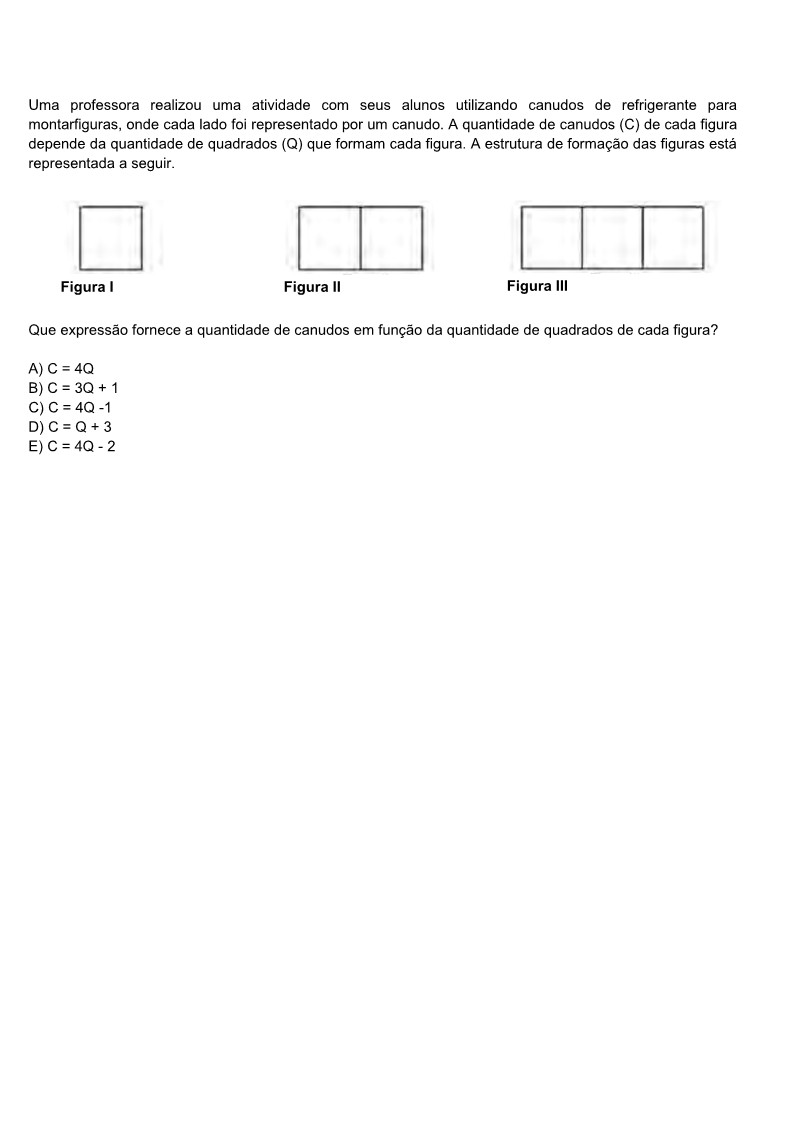 Uma professora realizou uma atividade com seus alunos utilizando canudos de refrigerante para
montarfiguras, onde cada lado foi representado por um canudo. A quantidade de canudos (C) de cada figura
depende da quantidade de quadrados (Q) que formam cada figura. A estrutura de formação das figuras está
representada a seguir.
Figura I
Figura II
Figura III
Que expressão fornece a quantidade de canudos em função da quantidade de quadrados de cada figura?
A) C = 4Q
B) C = 3Q + 1
C) C = 4Q -1
D) C = Q + 3
E) C = 4Q - 2